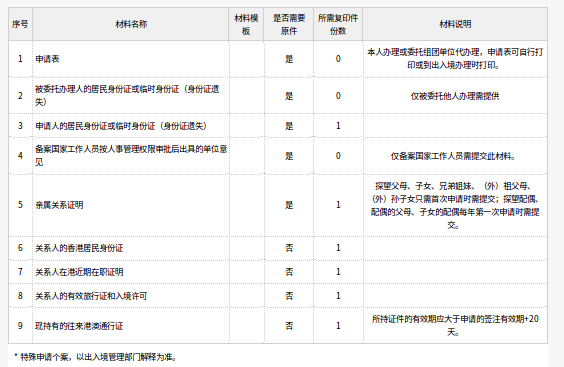 序号 材料名称 材料模板 是否需要原件 所需复印件份数 材料说明
1 申请表 是 0 本人办理或委托组团单位代办理，申请表可自行打
印或到出入境办理时打印。
2 被委托办理人的居民身份证或临时身份证（身份证遗
失） 是 0 仅被委托他人办理需提供
3 申请人的居民身份证或临时身份证（身份证遗失） 是 1
4 备案国家工作人员按人事管理权限审批后出具的单位意
见 是 0 仅备案国家工作人员需提交此材料。
5 亲属关系证明 是 1 探望父母、子女、兄弟姐妹、（外）祖父母、
（外）孙子女只需首次申请时需提交；探望配偶、
配偶的父母、子女的配偶每年第一次申请时需提
交。
6 关系人的香港居民身份证 否 1
7 关系人在港近期在职证明 否 1
8 关系人的有效旅行证和入境许可 否 1
9 现持有的往来港澳通行证 否 1 所持证件的有效期应大于申请的签注有效期+20
天。
* 特殊申请个案，以出入境管理部门解释为准。